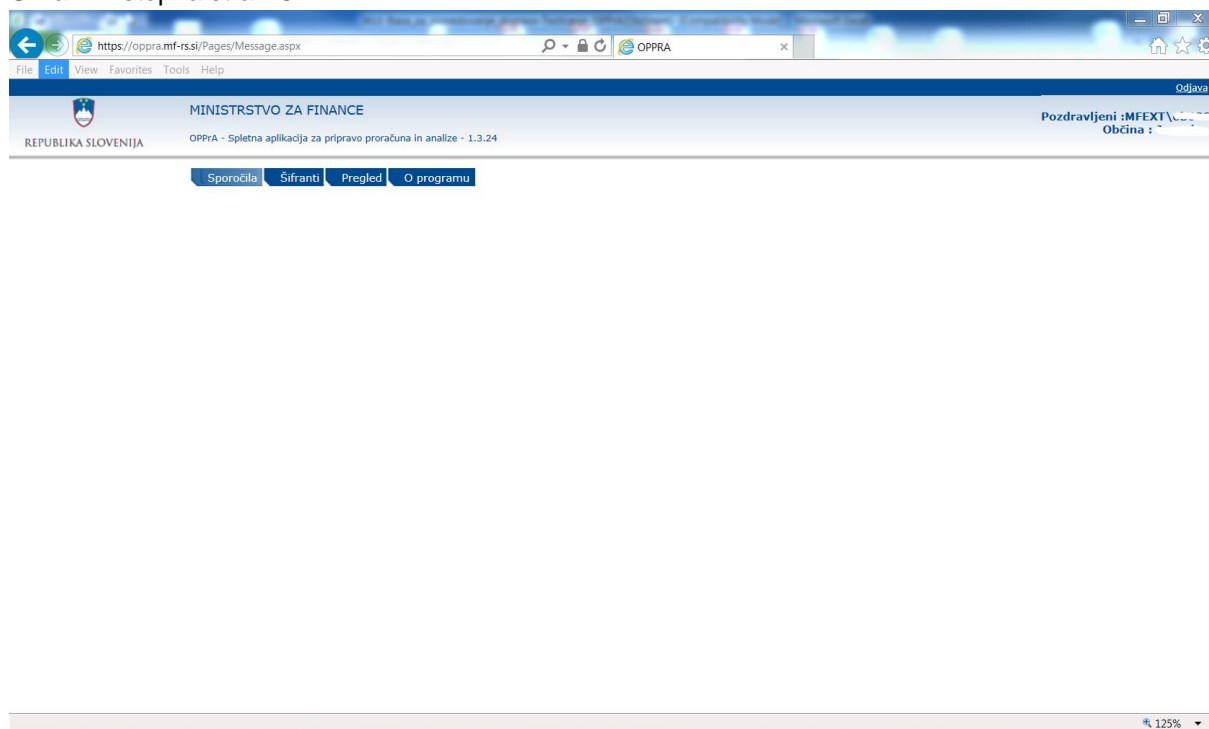 https://oppra.mf-rs.si/Pages/Message.aspx
OPPRA
File Edit View Favorites Tools Help
Odjava
REPUBLIKA SLOVENIJA
MINISTRSTVO ZA FINANCE
OPPrA - Spletna aplikacija za pripravo proračuna in analize - 1.3.24
Pozdravljeni :MFEXT\
Občina :
Sporočila Šifranti Pregled O programu
125%